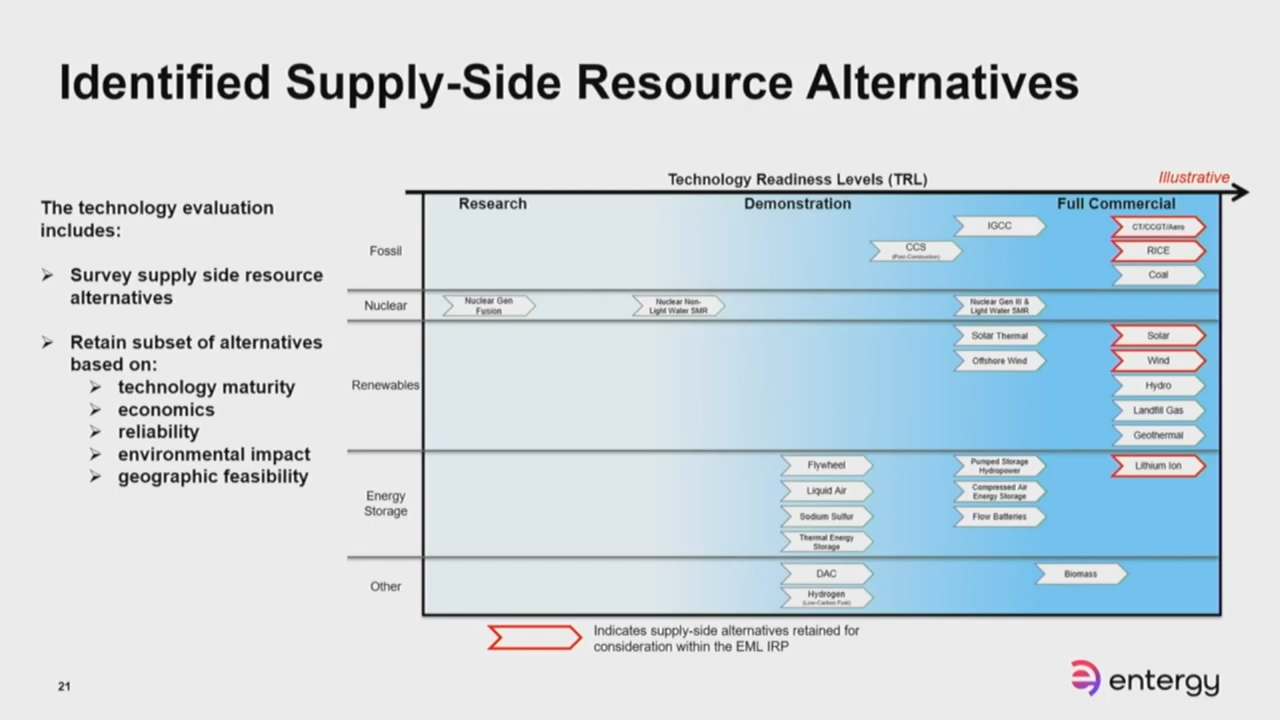 Identified Supply-Side Resource Alternatives
The technology evaluation
includes:
➢ Survey supply side resource
alternatives
➢ Retain subset of alternatives
based on:
➢ technology maturity
➢ economics
➢ reliability
➢ environmental impact
➢ geographic feasibility
Technology Readiness Levels (TRL)
Illustrative
Research
Demonstration
Full Commercial
Fossil
IGCC
CT/CCGT/Aero
CCS
(Post-Combustion)
RICE
Coal
Nuclear
Nuclear Gen
Fusion
Nuclear Non-
Light Water SMR
Nuclear Gen III &
Light Water SMR
Renewables
Solar Thermal
Solar
Offshore Wind
Wind
Hydro
Landfill Gas
Geothermal
Energy
Storage
Flywheel
Pumped Storage
Hydropower
Lithium Ion
Liquid Air
Compressed Air
Energy Storage
Sodium Sulfur
Flow Batteries
Thermal Energy
Storage
Other
DAC
Biomass
Hydrogen
(Low-Carbon Fuel)
Indicates supply-side alternatives retained for
consideration within the EML IRP
21
entergy